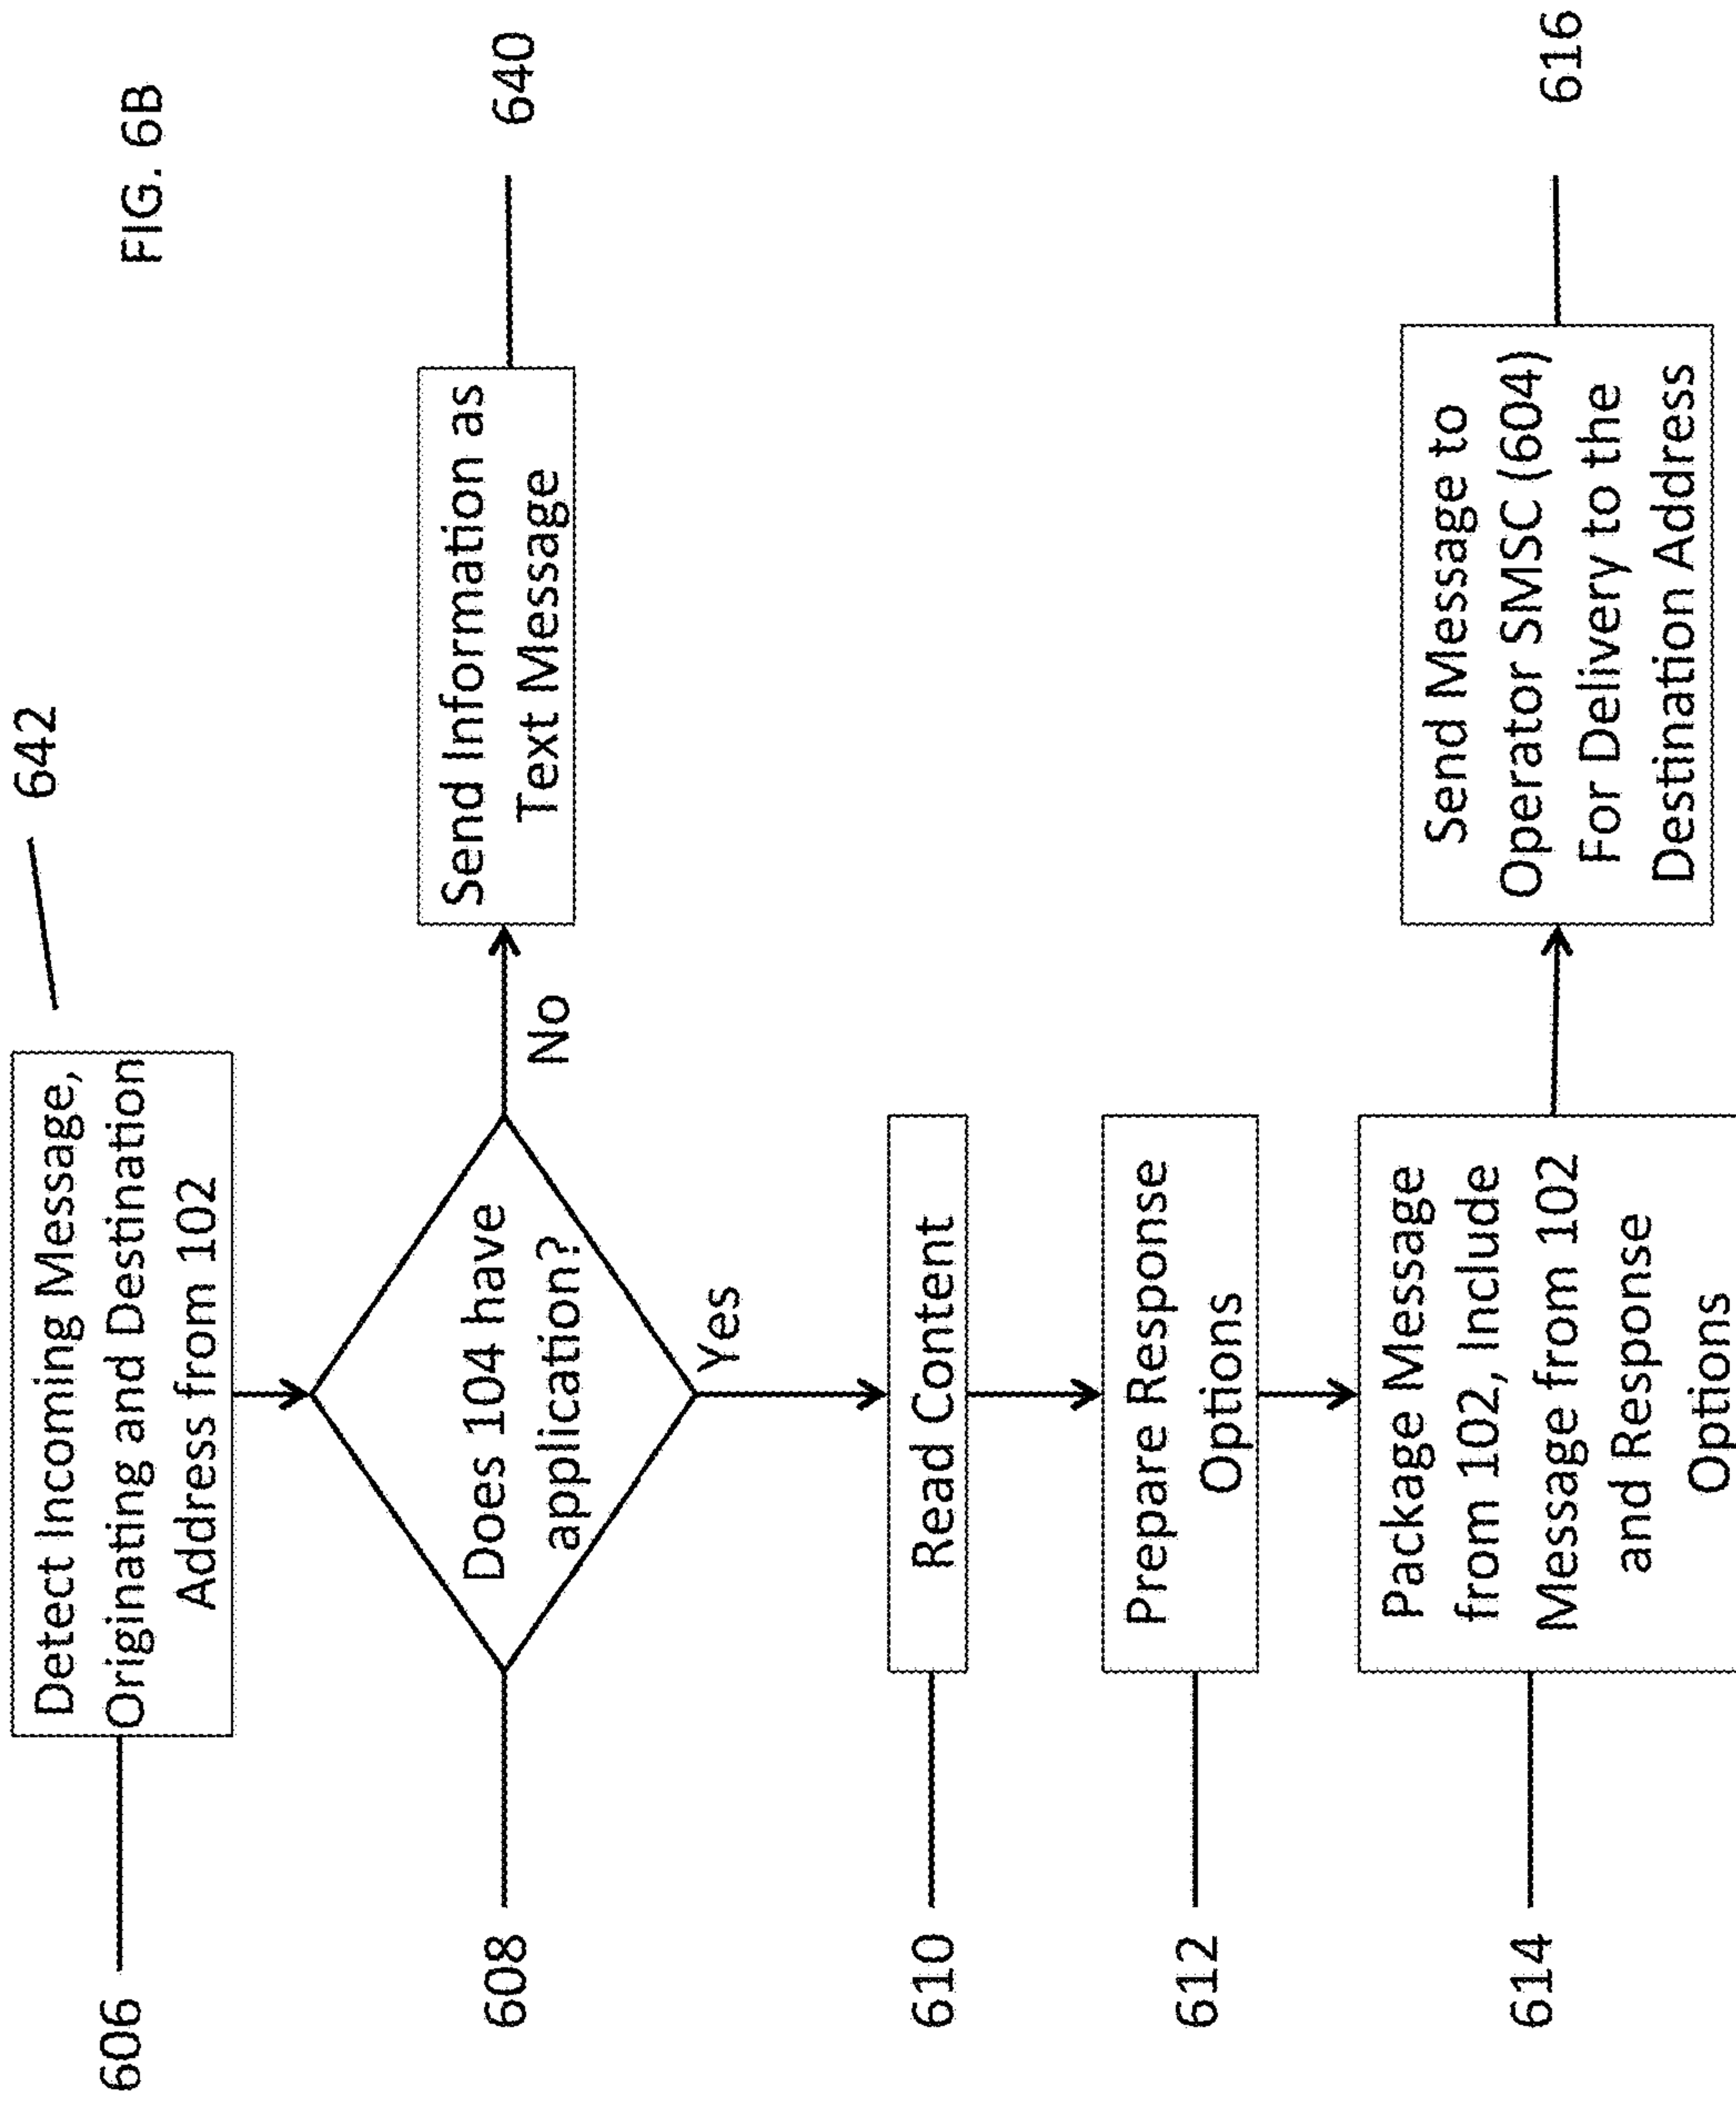 FIG. 6B
642
606
Detect Incoming Message,
Originating and Destination
Address from 102
608
Does 104 have
application?
No
Send Information as
Text Message
640
Yes
610
Read Content
612
Prepare Response
Options
614
Package Message
from 102, Include
Message from 102
and Response
Options
Send Message to
Operator SMSC (604)
For Delivery to the
Destination Address
616